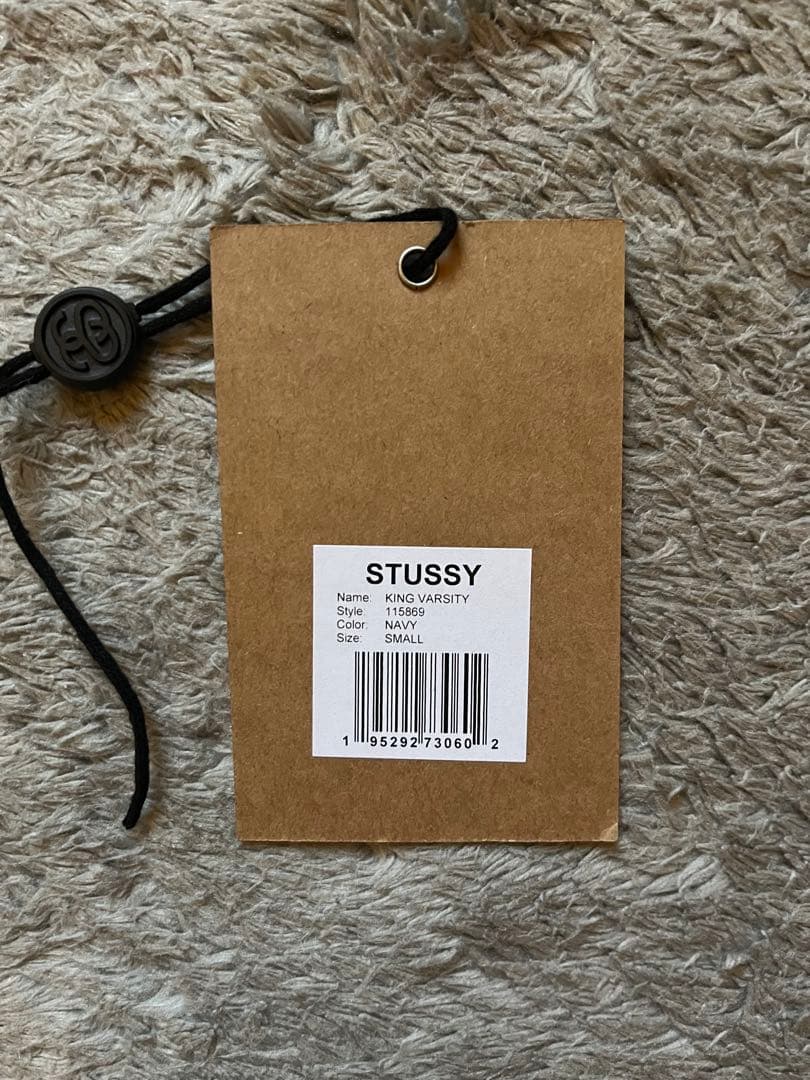 STUSSY
Name: KING VARSITY
Style: 115869
Color: NAVY
Size: SMALL
1 95292 73060 2